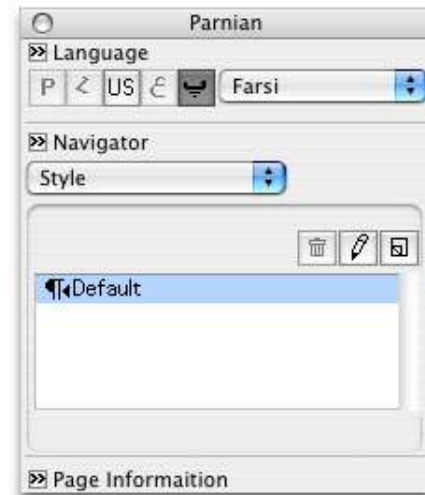 Parnian
Language
P US ع ف Farsi
Navigator
Style
¶Default
Page Informaition